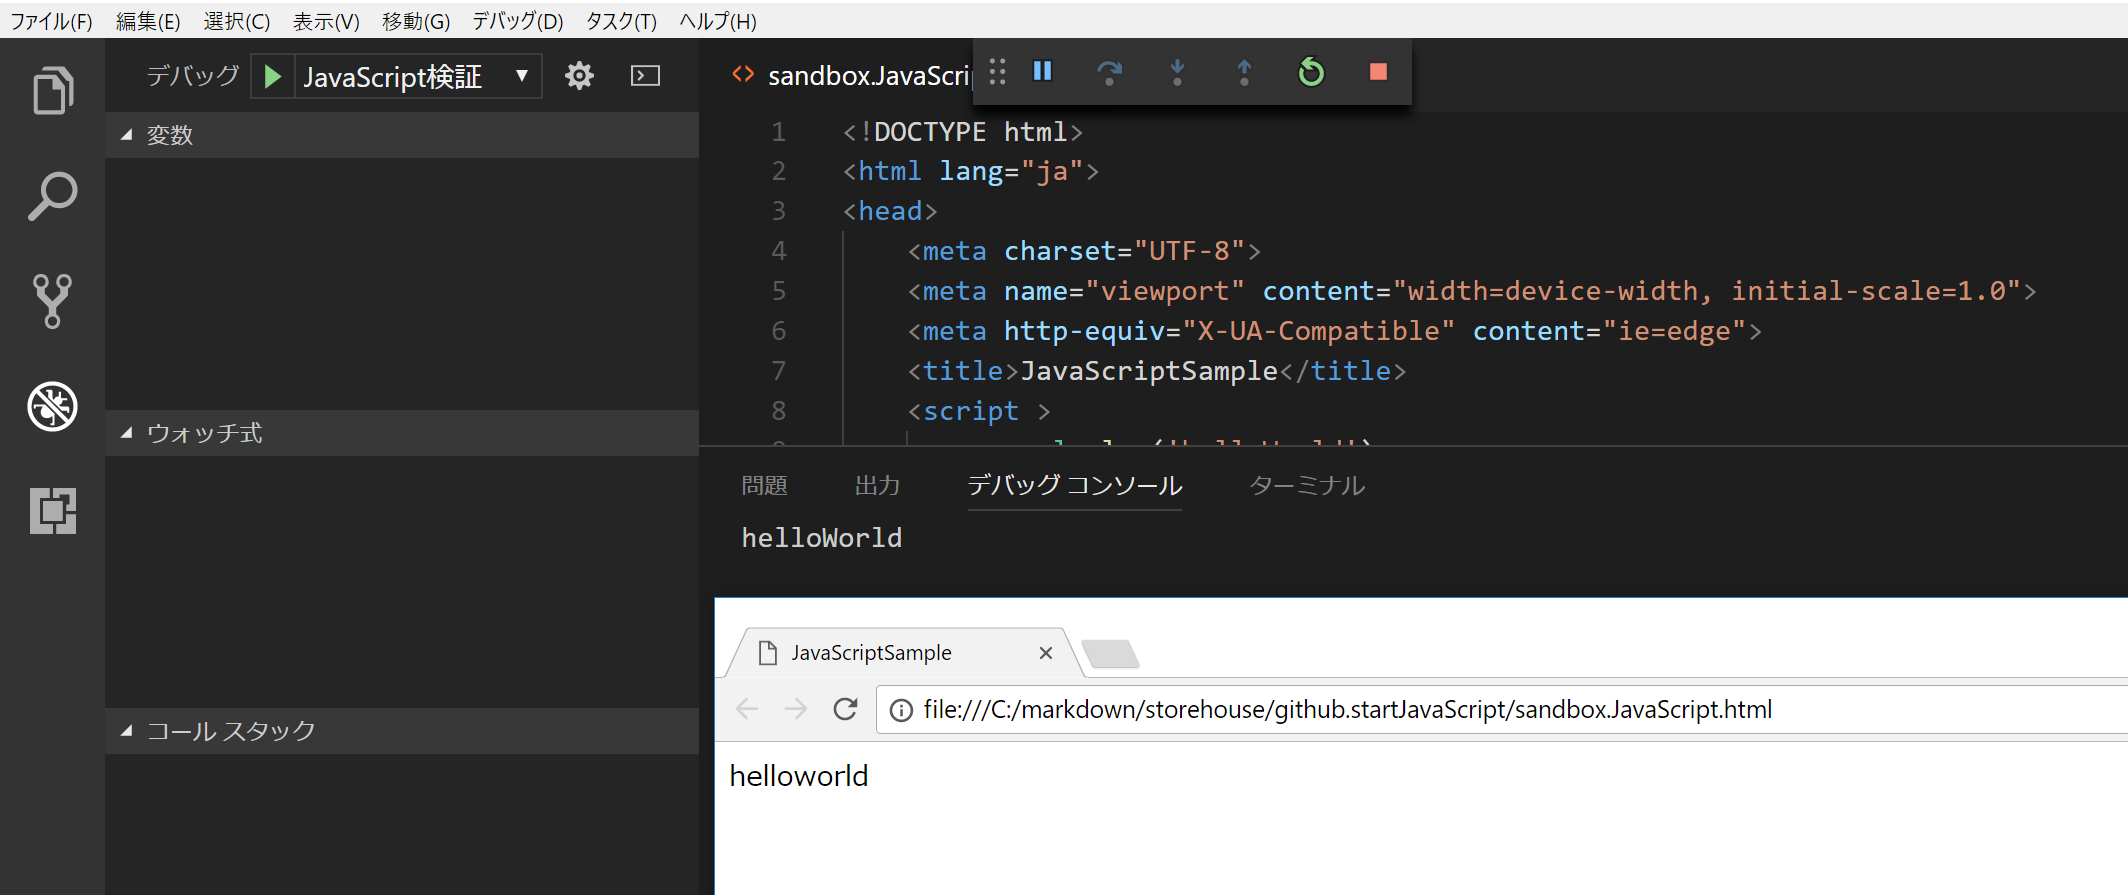 ファイル(F) 編集(E) 選択(C) 表示(V) 移動(G) デバッグ(D) タスク(T) ヘルプ(H)
デバッグ JavaScript検証
変数
ウォッチ式
コール スタック
sandbox.JavaScri
1 <!DOCTYPE html>
2 <html lang="ja">
3 <head>
4 <meta charset="UTF-8">
5 <meta name="viewport" content="width=device-width, initial-scale=1.0">
6 <meta http-equiv="X-UA-Compatible" content="ie=edge">
7 <title>JavaScriptSample</title>
8 <script >
問題 出力 デバッグ コンソール ターミナル
helloWorld
JavaScriptSample
file:///C:/markdown/storehouse/github.startJavaScript/sandbox.JavaScript.html
helloworld